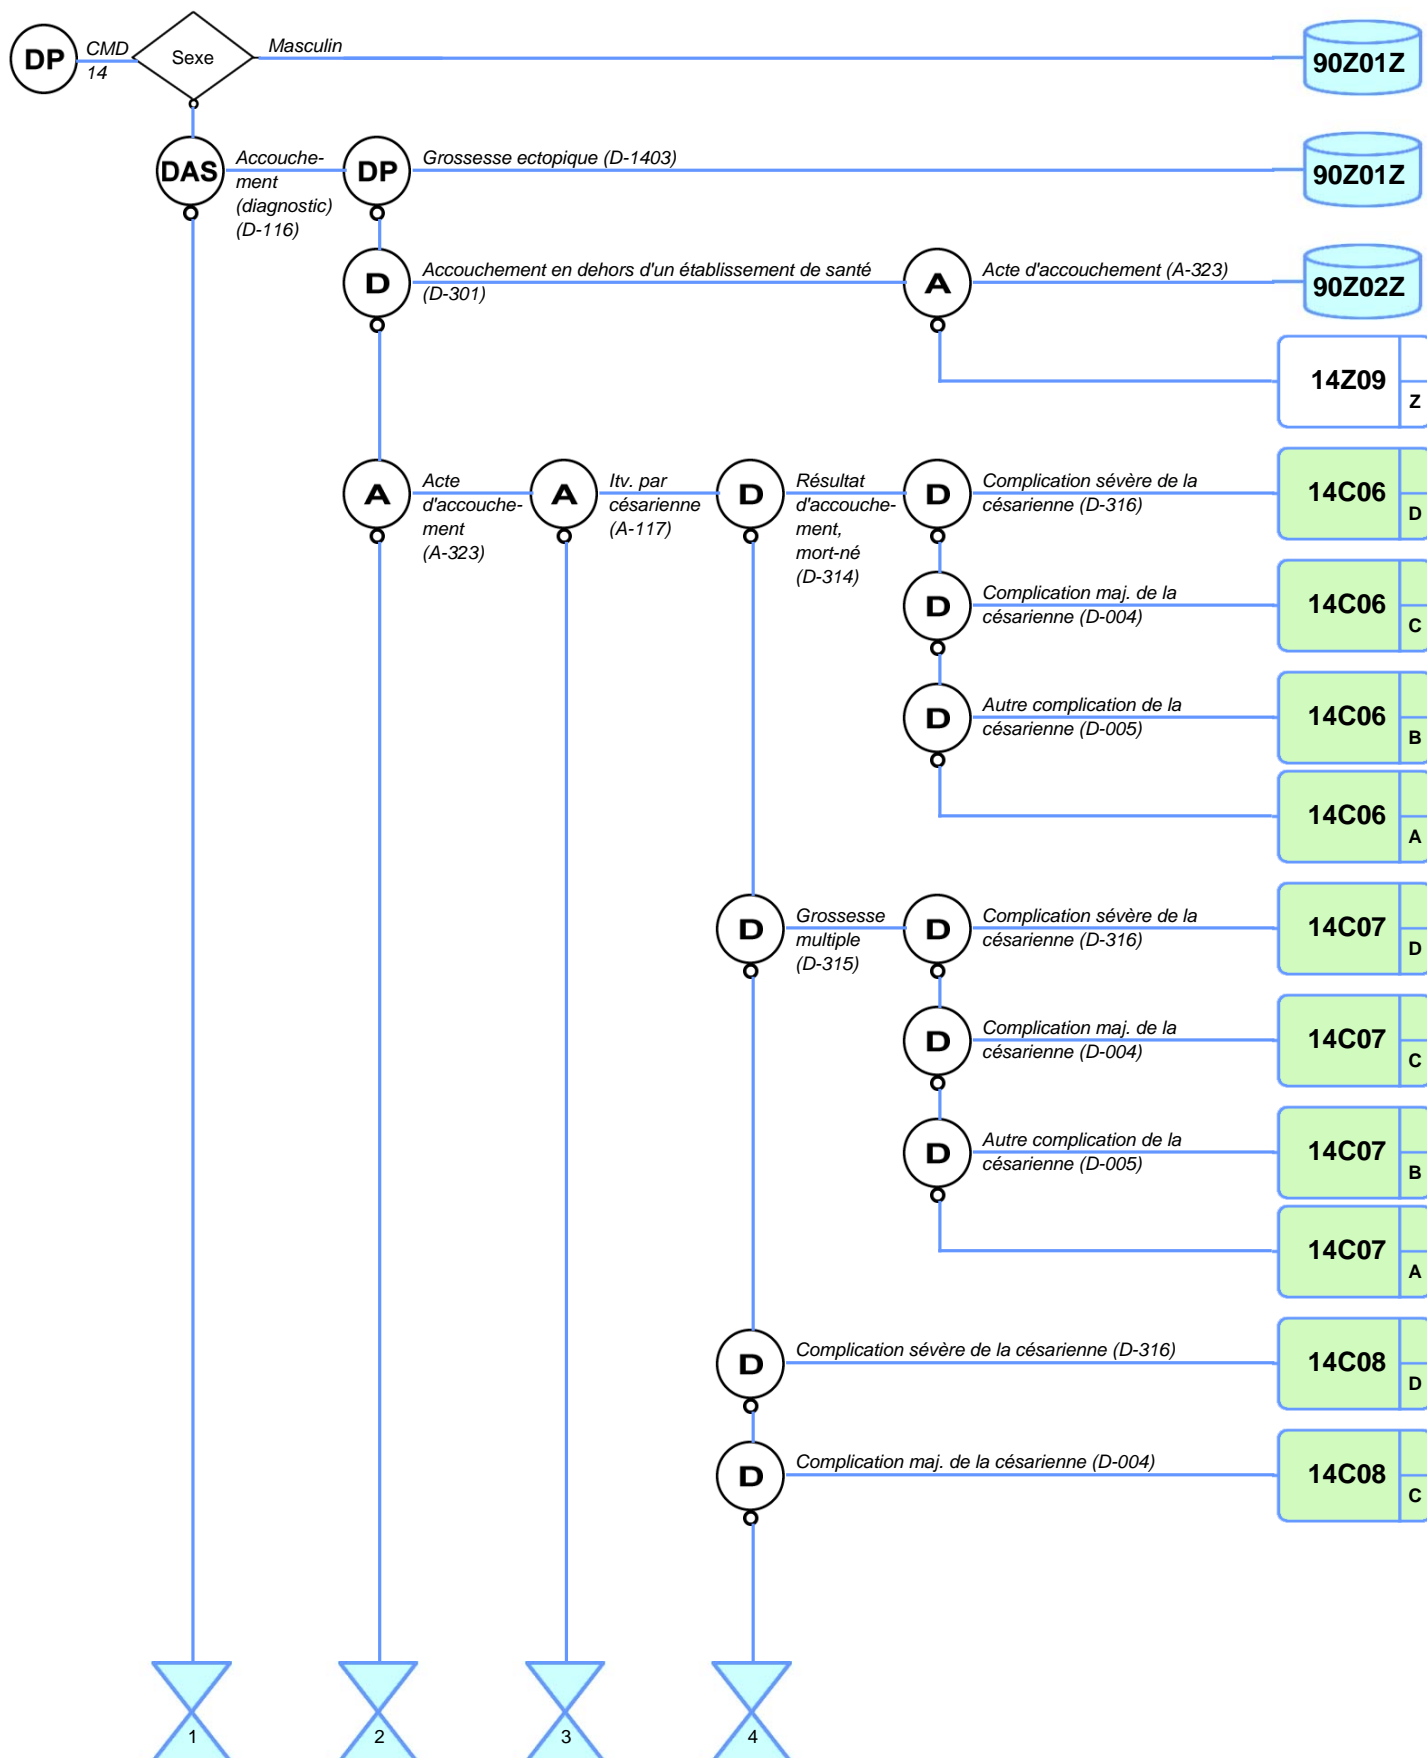 DP
CMD
14
Sexe
Masculin
90Z01Z
DAS
Accouche-
ment
(diagnostic)
(D-116)
DP
Grossesse ectopique (D-1403)
90Z01Z
D
Accouchement en dehors d'un établissement de santé
(D-301)
A
Acte d'accouchement (A-323)
90Z02Z
14Z09
Z
A
Acte
d'accouche-
ment
(A-323)
A
Itv. par
césarienne
(A-117)
D
Résultat
d'accouche-
ment,
mort-né
(D-314)
D
Complication sévère de la
césarienne (D-316)
14C06
D
D
Complication maj. de la
césarienne (D-004)
14C06
C
D
Autre complication de la
césarienne (D-005)
14C06
B
14C06
A
D
Grossesse
multiple
(D-315)
D
Complication sévère de la
césarienne (D-316)
14C07
D
D
Complication maj. de la
césarienne (D-004)
14C07
C
D
Autre complication de la
césarienne (D-005)
14C07
B
14C07
A
D
Complication sévère de la césarienne (D-316)
14C08
D
D
Complication maj. de la césarienne (D-004)
14C08
C
1
2
3
4